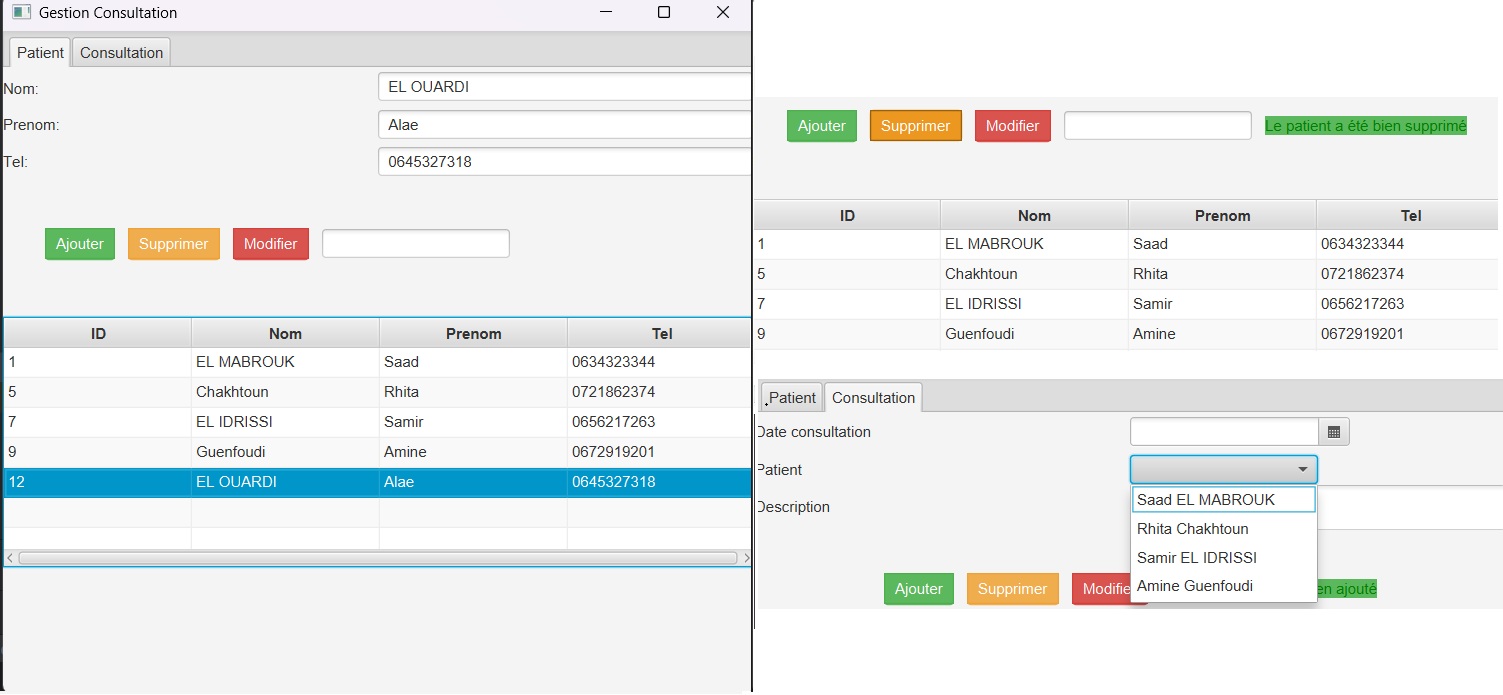 Gestion Consultation
Patient Consultation
Nom: EL OUARDI
Prenom: Alae
Tel: 0645327318
Ajouter Supprimer Modifier
ID Nom Prenom Tel
1 EL MABROUK Saad 0634323344
5 Chakhtoun Rhita 0721862374
7 EL IDRISSI Samir 0656217263
9 Guenfoudi Amine 0672919201
12 EL OUARDI Alae 0645327318
Ajouter Supprimer Modifier Le patient a été bien supprimé
ID Nom Prenom Tel
1 EL MABROUK Saad 0634323344
5 Chakhtoun Rhita 0721862374
7 EL IDRISSI Samir 0656217263
9 Guenfoudi Amine 0672919201
Patient Consultation
Date consultation
Patient
Saad EL MABROUK
Description
Rhita Chakhtoun
Samir EL IDRISSI
Amine Guenfoudi
Ajouter Supprimer Modifie en ajouté